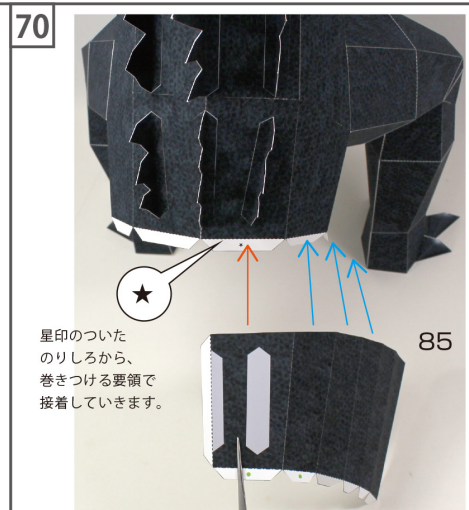 70
★
星印のついた
のりしろから、
巻きつける要領で
接着していきます。
85